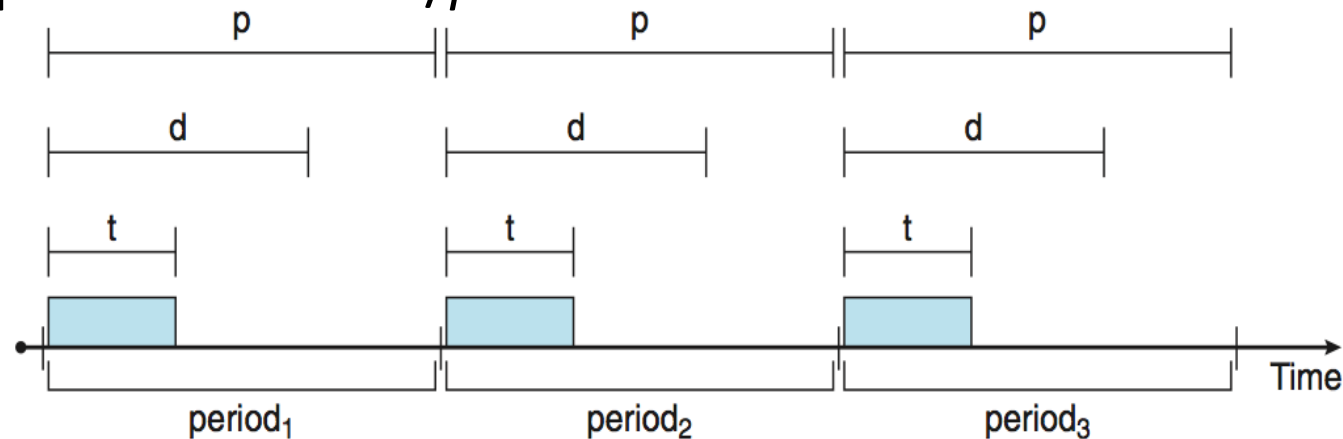 p p p
d d d
t t t
Time
period₁ period₂ period₃